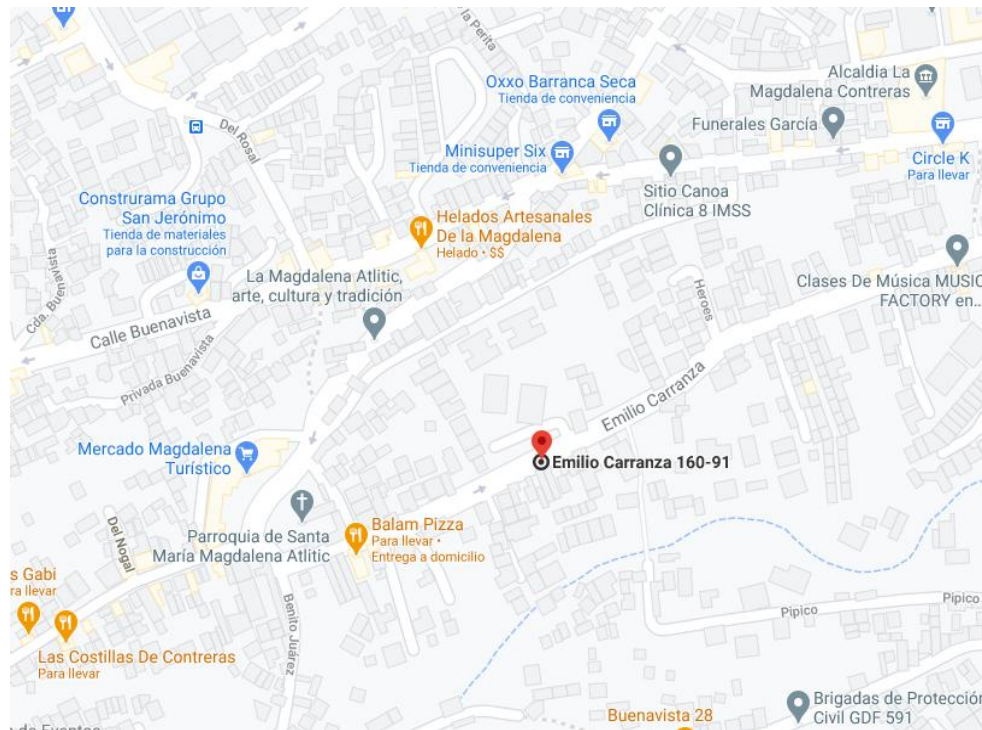 la Perita
Oxxo Barranca Seca
Tienda de conveniencia
Alcaldia La
Magdalena Contreras
Funerales García
Del Rosal
Minisuper Six
Tienda de conveniencia
Circle K
Para llevar
Sitio Canoa
Clínica 8 IMSS
Construrama Grupo
San Jerónimo
Tienda de materiales
para la construcción
Helados Artesanales
De la Magdalena
Helado • $$
Cda. Buenavista
La Magdalena Atlitic,
arte, cultura y tradición
Clases De Música MUSIC
FACTORY en...
Heroes
Calle Buenavista
Privada Buenavista
Emilio Carranza
Mercado Magdalena
Turístico
Emilio Carranza 160-91
Parroquia de Santa
María Magdalena Atlitic
Balam Pizza
Para llevar •
Entrega a domicilio
Del Nogal
s Gabi
ra llevar
Benito Juárez
Pipico
Pipico
Las Costillas De Contreras
Para llevar
Brigadas de Protección
Civil GDF 591
Buenavista 28
de Eventos